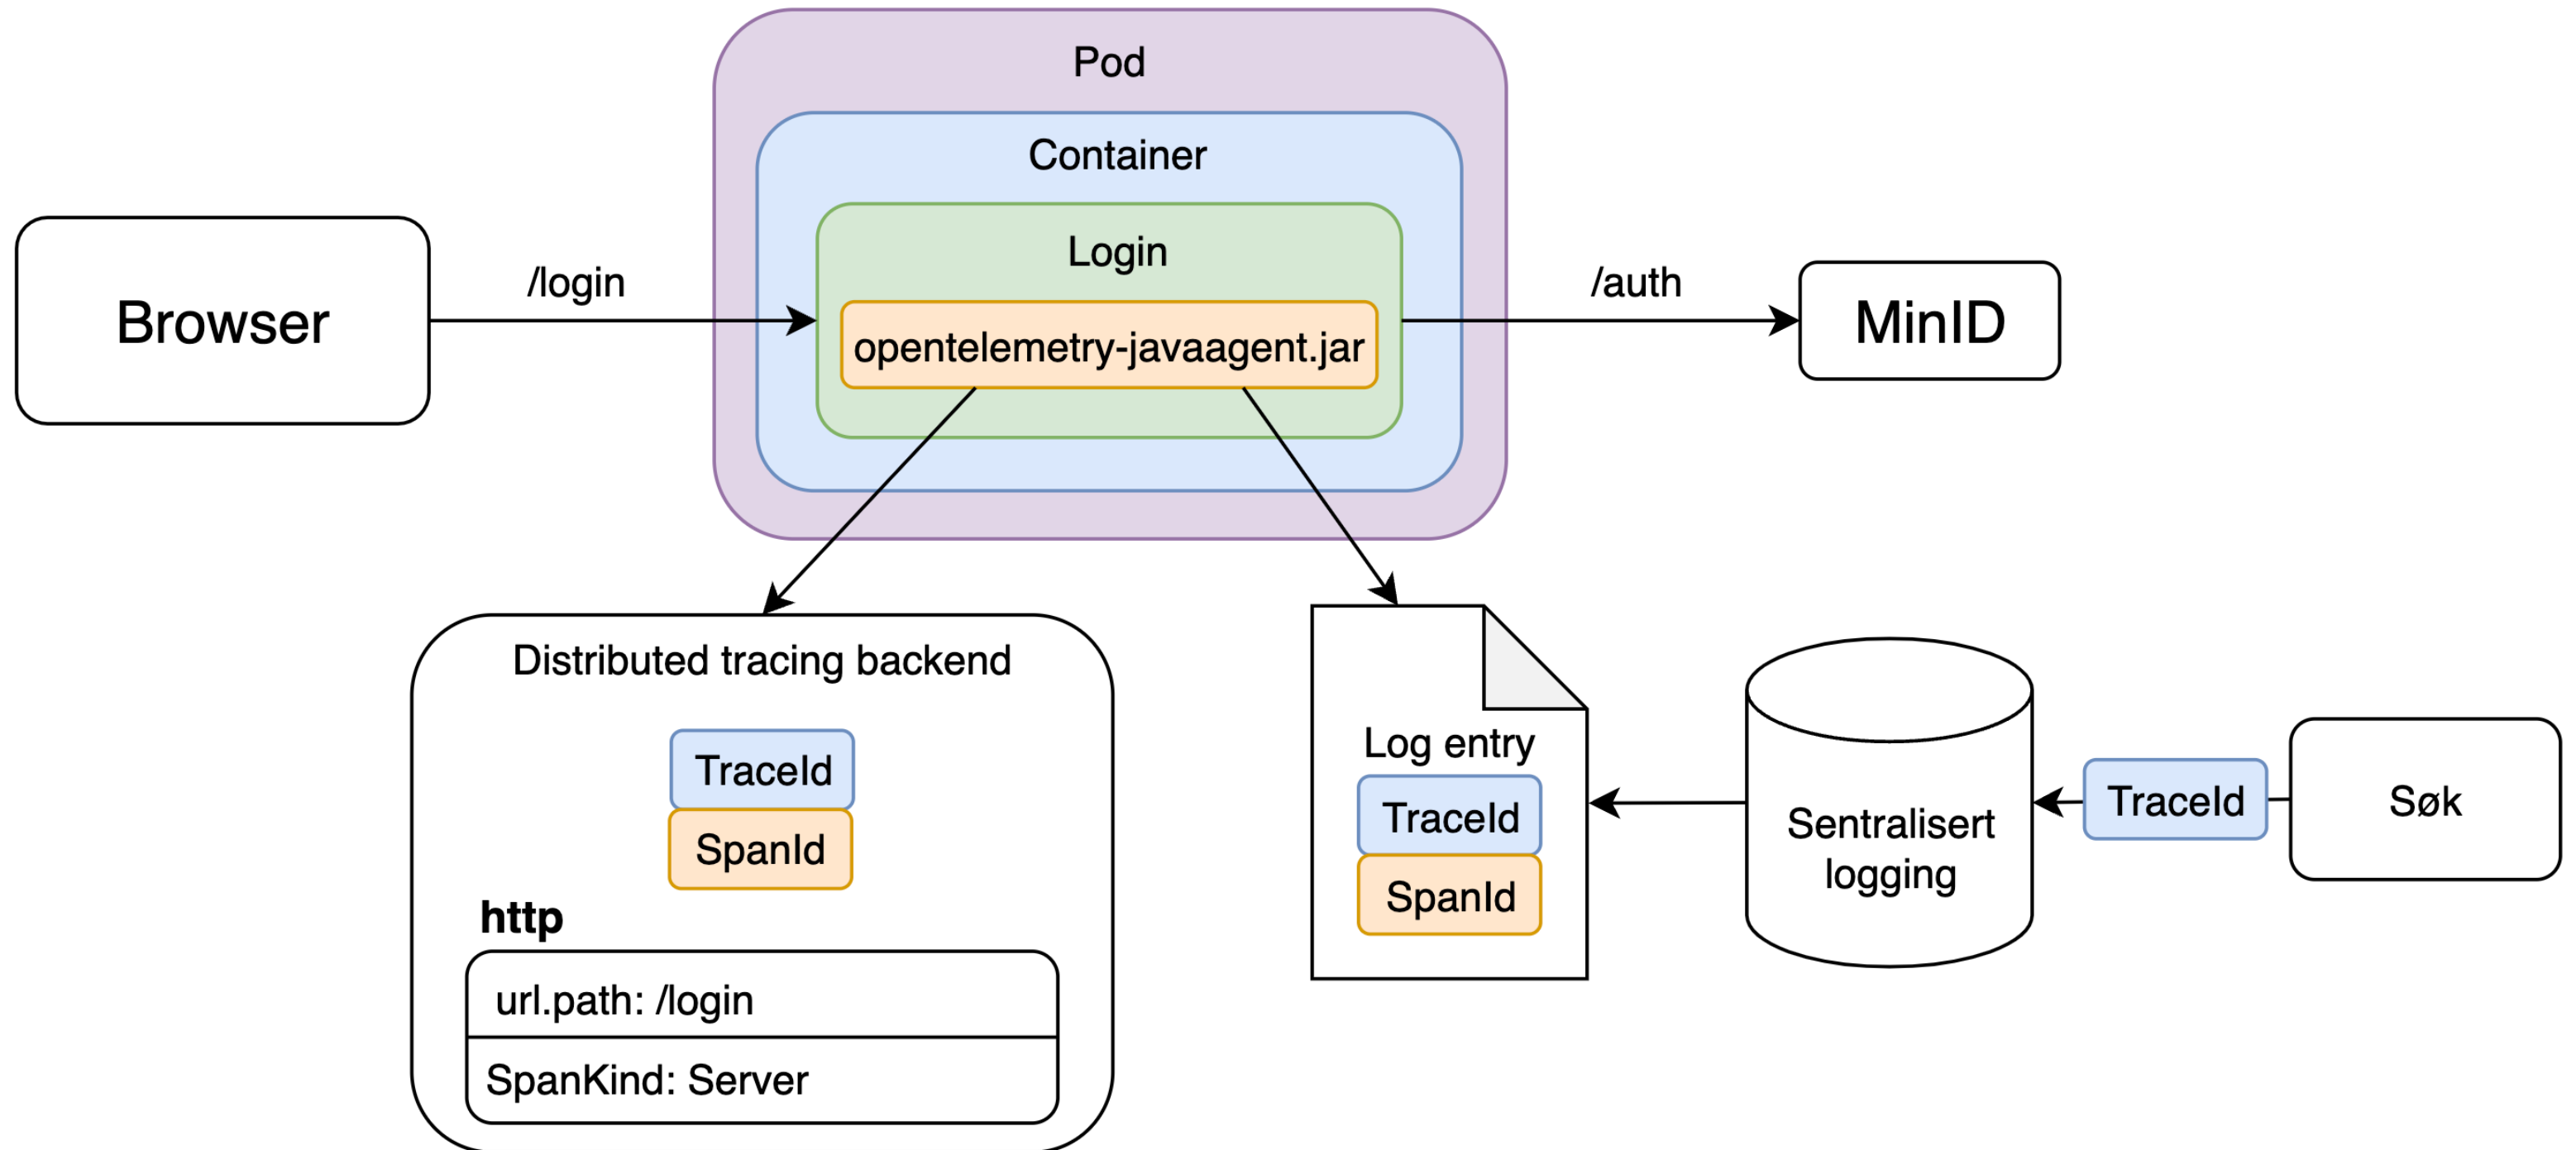 Pod
Container
Login
opentelemetry-javaagent.jar
Browser
/login
/auth
MinID
Distributed tracing backend
TraceId
SpanId
http
url.path: /login
SpanKind: Server
Log entry
TraceId
SpanId
Sentralisert
logging
TraceId
Søk